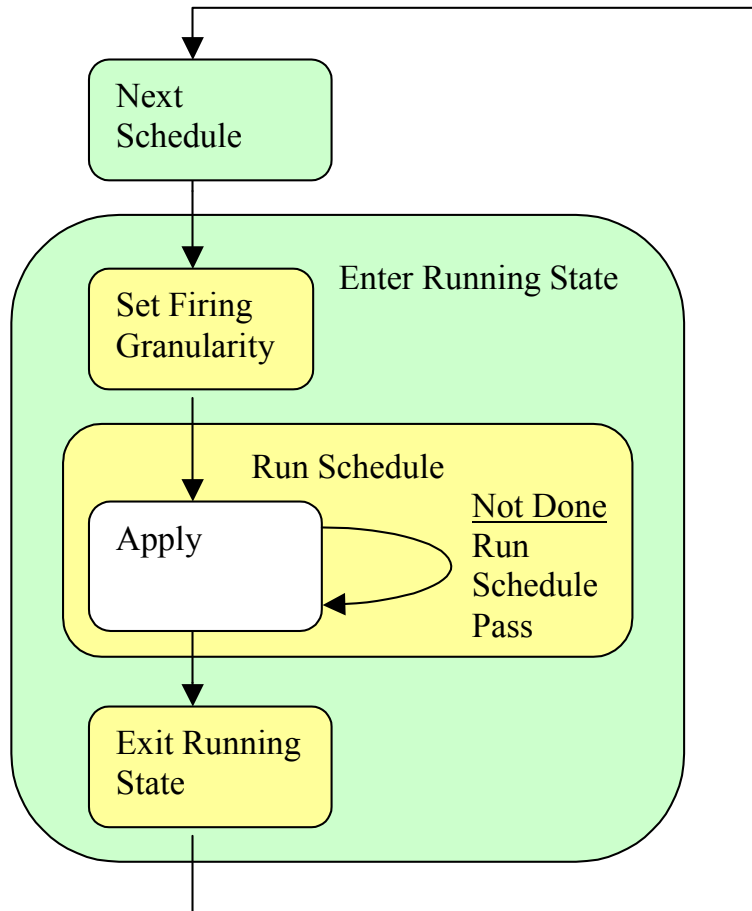 Next
Schedule
Enter Running State
Set Firing
Granularity
Run Schedule
Apply
Not Done
Run
Schedule
Pass
Exit Running
State